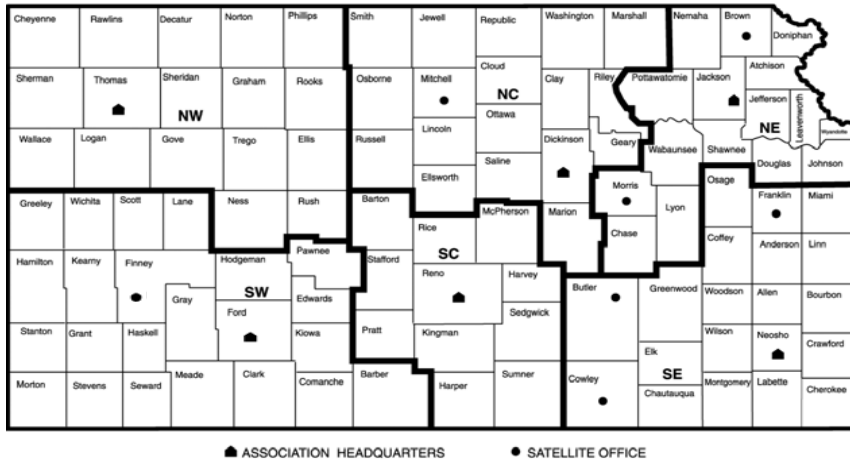 Cheyenne Rawlins Decatur Norton Phillips Smith Jewell Republic Washington Marshall Nemaha Brown Doniphan
Sherman Thomas Sheridan Graham Rooks Osborne Mitchell Cloud Clay Riley Pottawatomie Jackson Atchison
NW NC Jefferson Leavenworth Wyandotte
Wallace Logan Gove Trego Ellis Russell Lincoln Ottawa Dickinson Geary Wabaunsee Shawnee NE
Ellsworth Saline Morris Douglas Johnson
Greeley Wichita Scott Lane Ness Rush Barton Rice McPherson Marion Chase Lyon Osage Franklin Miami
Hamilton Kearny Finney Hodgeman Pawnee Stafford SC Reno Harvey Coffey Anderson Linn
SW Gray Edwards Butler Greenwood Woodson Allen Bourbon
Stanton Grant Haskell Ford Kiowa Pratt Kingman Sedgwick Elk Wilson Neosho Crawford
Morton Stevens Seward Meade Clark Comanche Barber Harper Sumner Cowley SE Chautauqua Montgomery Labette Cherokee
ASSOCIATION HEADQUARTERS SATELLITE OFFICE